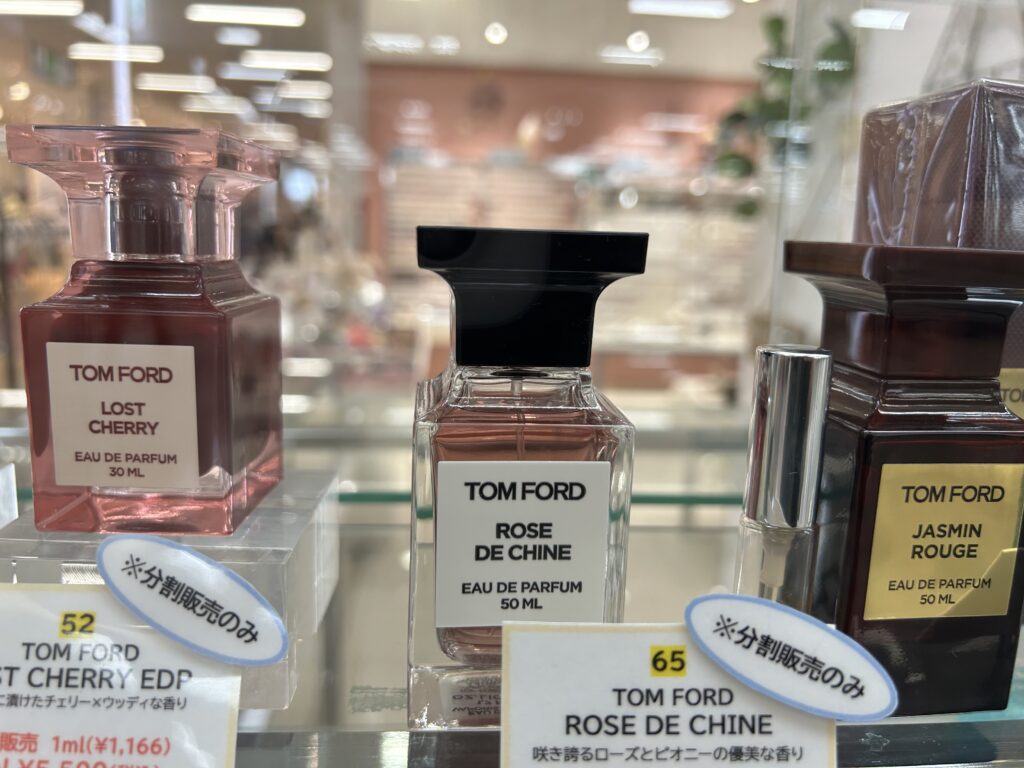 TOM FORD
LOST
CHERRY
EAU DE PARFUM
30 ML
TOM FORD
ROSE
DE CHINE
EAU DE PARFUM
50 ML
TOM FORD
JASMIN
ROUGE
EAU DE PARFUM
50 ML
※分割販売のみ
52
TOM FORD
ST CHERRY EDP
に漬けたチェリー×ウッディな香り
販売 1ml(¥1,166)
※分割販売のみ
65
TOM FORD
ROSE DE CHINE
咲き誇るローズとピオニーの優美な香り